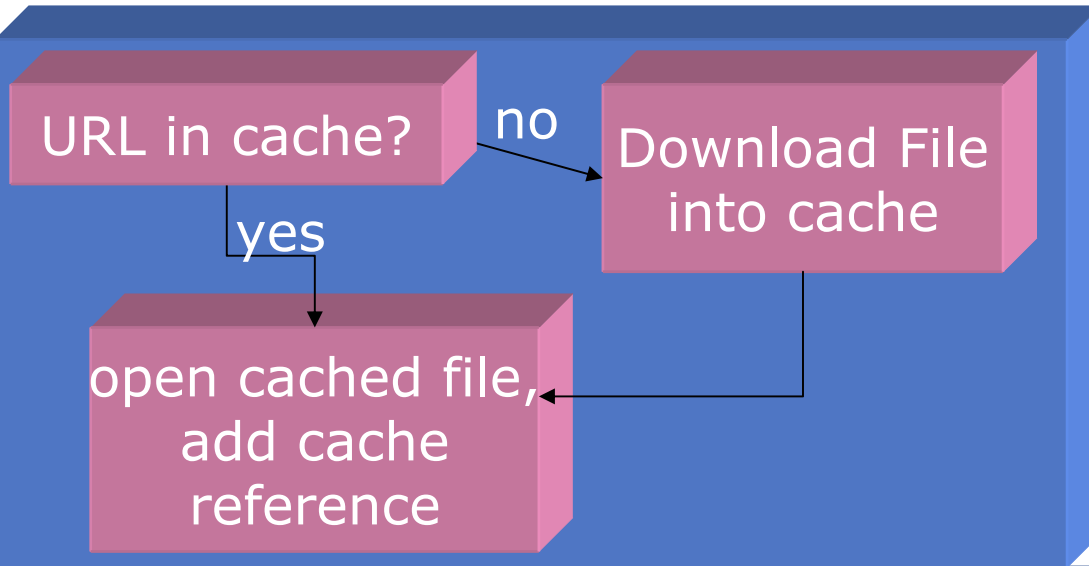 URL in cache?
no
Download File
into cache
yes
open cached file,
add cache
reference